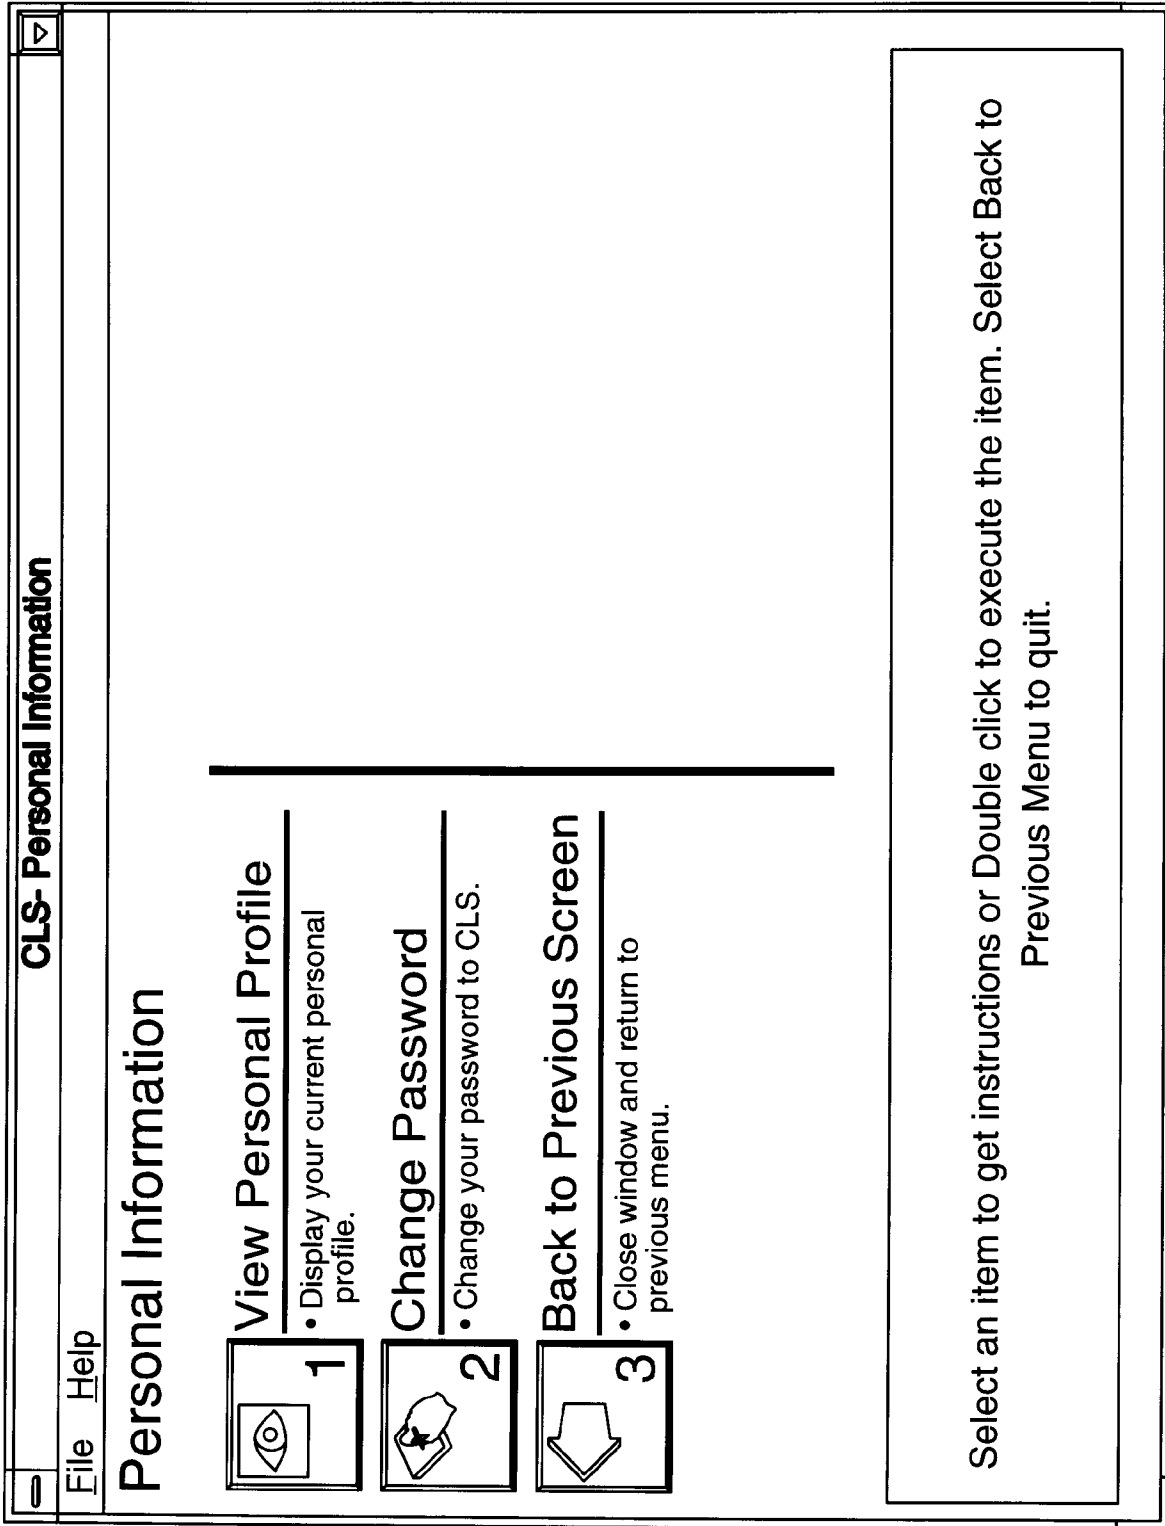 CLS- Personal Information
File Help
Personal Information
1
View Personal Profile
• Display your current personal
profile.
2
Change Password
• Change your password to CLS.
3
Back to Previous Screen
• Close window and return to
previous menu.
Select an item to get instructions or Double click to execute the item. Select Back to
Previous Menu to quit.